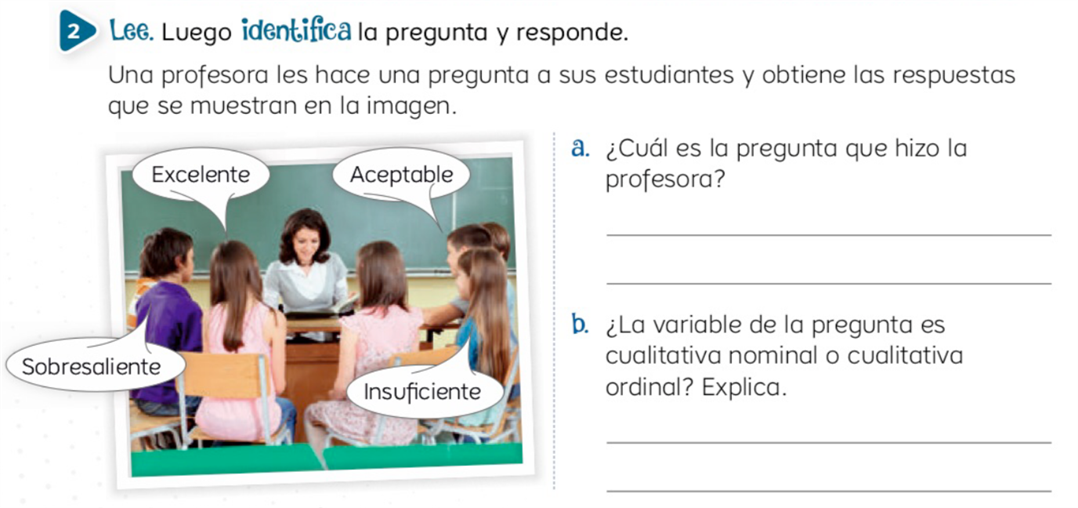 2 Lee. Luego identifica la pregunta y responde.
Una profesora les hace una pregunta a sus estudiantes y obtiene las respuestas
que se muestran en la imagen.
Excelente
Aceptable
Sobresaliente
Insuficiente
a. ¿Cuál es la pregunta que hizo la
profesora?
b. ¿La variable de la pregunta es
cualitativa nominal o cualitativa
ordinal? Explica.